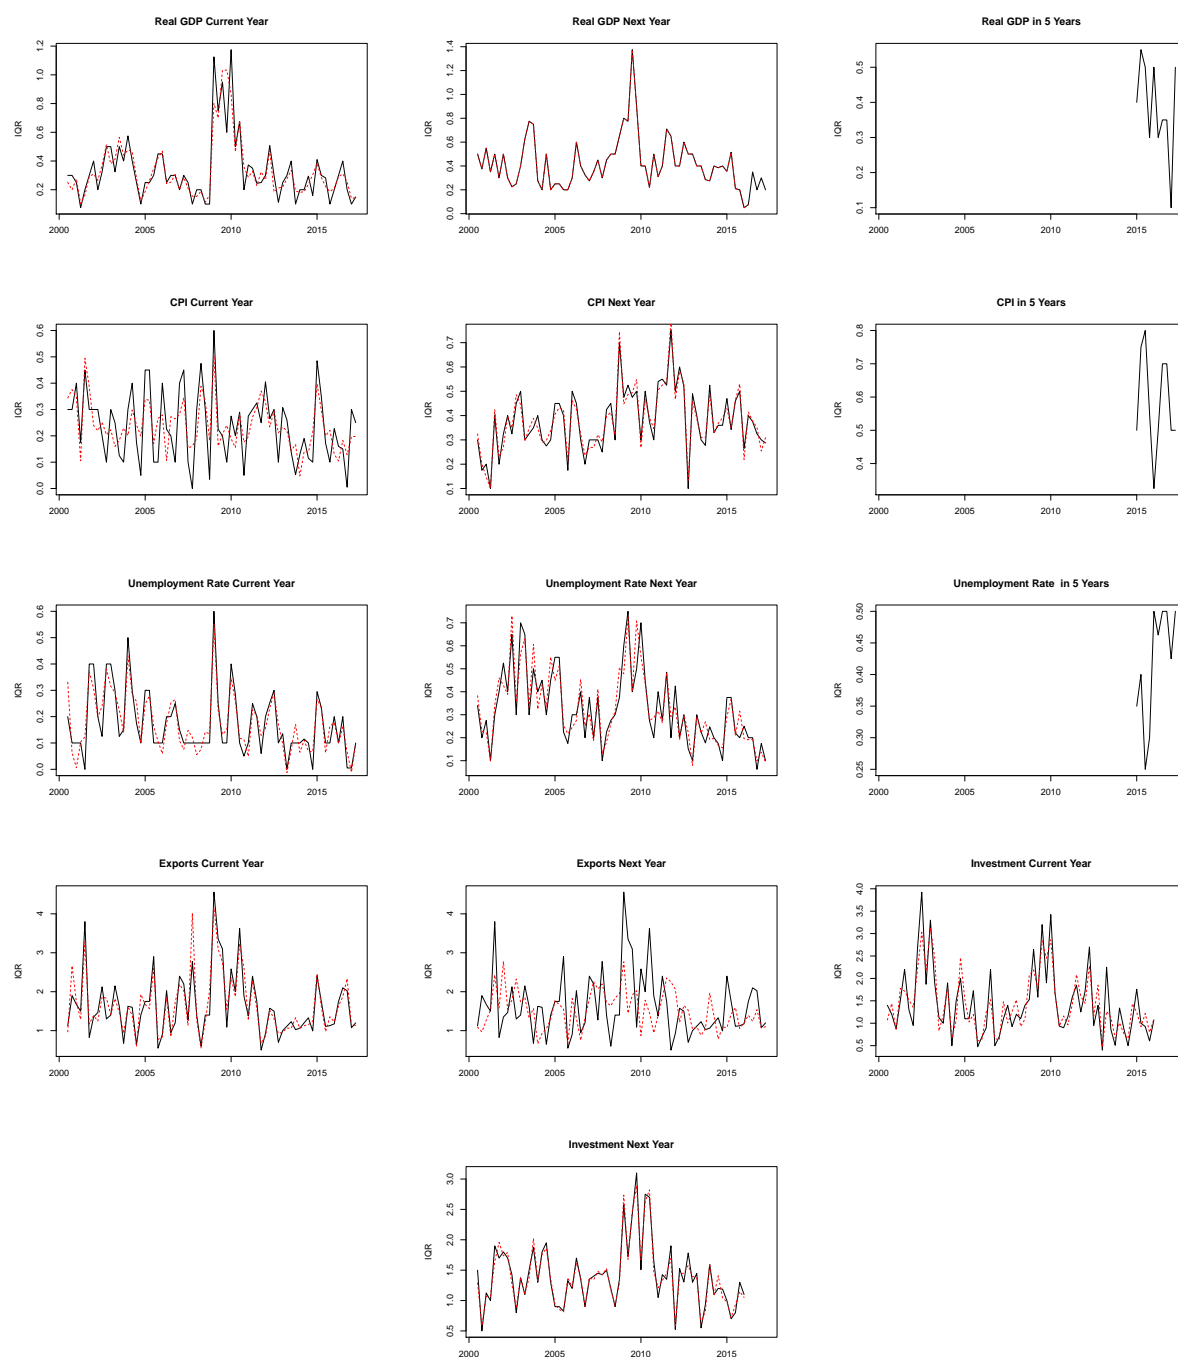 Real GDP Current Year
IQR
1.2
1.0
0.8
0.6
0.4
0.2
2000 2005 2010 2015
Real GDP Next Year
IQR
1.4
1.2
1.0
0.8
0.6
0.4
0.2
0.0
2000 2005 2010 2015
Real GDP in 5 Years
IQR
0.5
0.4
0.3
0.2
0.1
2000 2005 2010 2015
CPI Current Year
IQR
0.6
0.5
0.4
0.3
0.2
0.1
0.0
2000 2005 2010 2015
CPI Next Year
IQR
0.7
0.6
0.5
0.4
0.3
0.2
0.1
2000 2005 2010 2015
CPI in 5 Years
IQR
0.8
0.7
0.6
0.5
0.4
2000 2005 2010 2015
Unemployment Rate Current Year
IQR
0.6
0.5
0.4
0.3
0.2
0.1
0.0
2000 2005 2010 2015
Unemployment Rate Next Year
IQR
0.7
0.6
0.5
0.4
0.3
0.2
0.1
2000 2005 2010 2015
Unemployment Rate in 5 Years
IQR
0.50
0.45
0.40
0.35
0.30
0.25
2000 2005 2010 2015
Exports Current Year
IQR
4
3
2
1
2000 2005 2010 2015
Exports Next Year
IQR
4
3
2
1
2000 2005 2010 2015
Investment Current Year
IQR
4.0
3.5
3.0
2.5
2.0
1.5
1.0
0.5
2000 2005 2010 2015
Investment Next Year
IQR
3.0
2.5
2.0
1.5
1.0
0.5
2000 2005 2010 2015